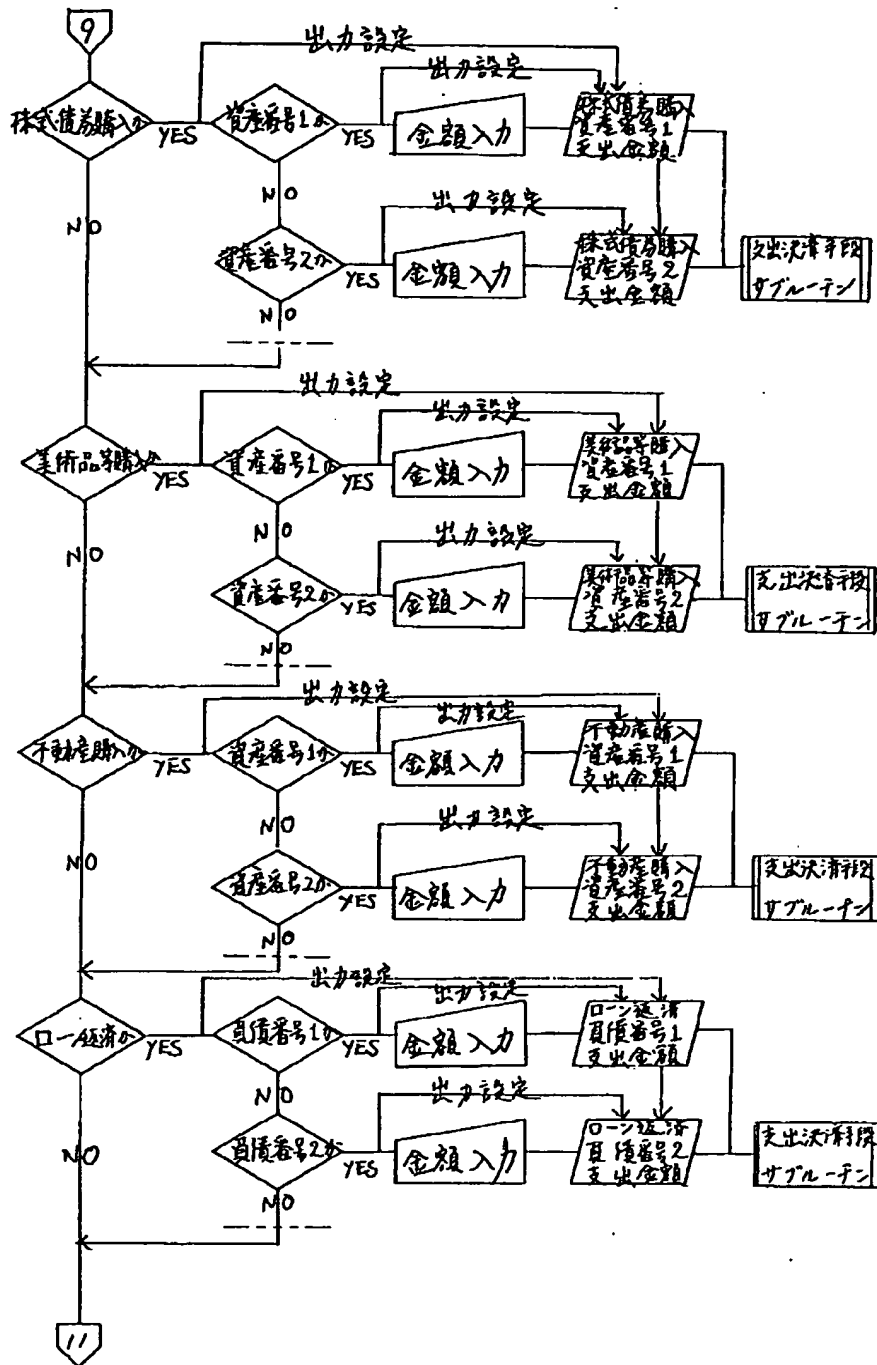 9
出力設定
出力設定
株式債券購入か
YES
資産番号1か
YES
金額入力
株式債券購入
資産番号1
支出金額
NO
NO
出力設定
資産番号2か
YES
金額入力
株式債券購入
資産番号2
支出金額
支出決済手段
サブルーチン
NO
出力設定
出力設定
美術品等購入か
YES
資産番号1か
YES
金額入力
美術品等購入
資産番号1
支出金額
NO
NO
出力設定
資産番号2か
YES
金額入力
美術品等購入
資産番号2
支出金額
支出決済手段
サブルーチン
NO
出力設定
出力設定
不動産購入か
YES
資産番号1か
YES
金額入力
不動産購入
資産番号1
支出金額
NO
NO
出力設定
資産番号2か
YES
金額入力
不動産購入
資産番号2
支出金額
支出決済手段
サブルーチン
NO
出力設定
出力設定
ローン返済か
YES
負債番号1か
YES
金額入力
ローン返済
負債番号1
支出金額
NO
NO
出力設定
負債番号2か
YES
金額入力
ローン返済
負債番号2
支出金額
支出決済手段
サブルーチン
NO
11